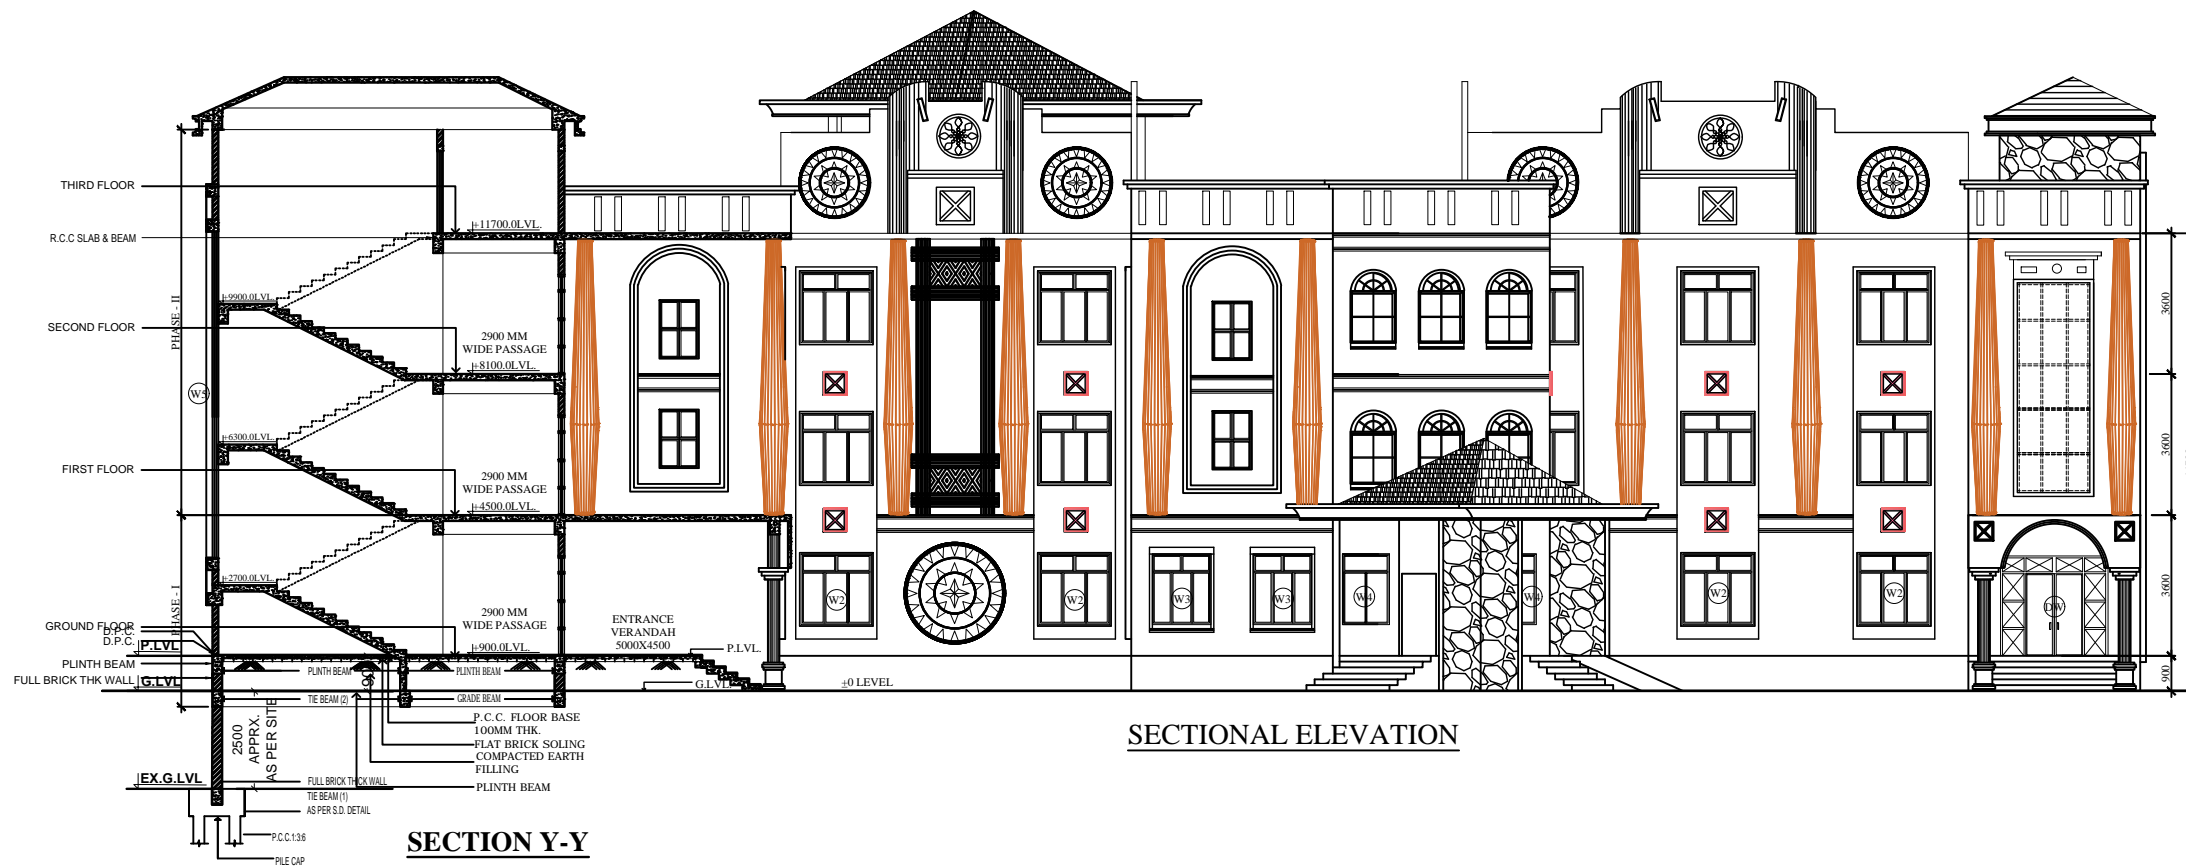 THIRD FLOOR
+11700.0LVL.
R.C.C SLAB & BEAM
+9900.0LVL.
PHASE - II
SECOND FLOOR
2900 MM
WIDE PASSAGE
+8100.0LVL.
W5
+6300.0LVL.
FIRST FLOOR
2900 MM
WIDE PASSAGE
+4500.0LVL.
+2700.0LVL.
PHASE - I
GROUND FLOOR
D.P.C.
D.P.C.
P.LVL
2900 MM
WIDE PASSAGE
+900.0LVL.
ENTRANCE
VERANDAH
5000X4500
P.LVL.
PLINTH BEAM
PLINTH BEAM
PLINTH BEAM
FULL BRICK THK WALL
G.LVL
G.LVL.
±0 LEVEL
TIE BEAM (2)
GRADE BEAM
P.C.C. FLOOR BASE
100MM THK.
FLAT BRICK SOLING
COMPACTED EARTH
FILLING
PLINTH BEAM
2500
APPRX.
AS PER SITE
EX.G.LVL
FULL BRICK THICK WALL
TIE BEAM (1)
AS PER S.D. DETAIL
P.C.C.1:3:6
PILE CAP
SECTION Y-Y
W2
W2
W3
W3
W4
W4
W2
W2
DW
3600
3600
3600
900
SECTIONAL ELEVATION